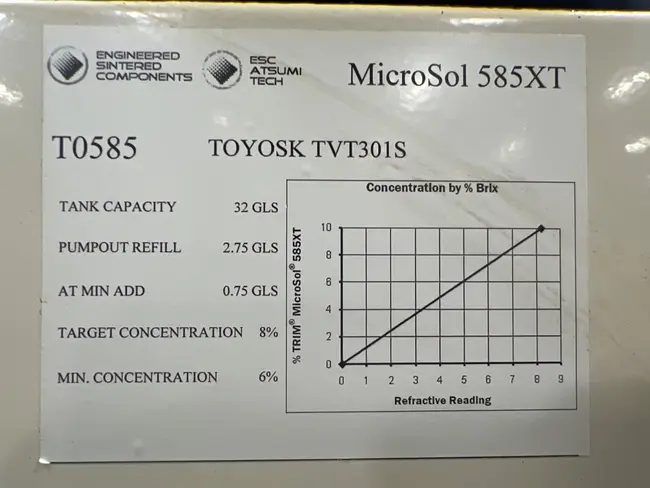 ENGINEERED
SINTERED
COMPONENTS
ESC
ATSUMI
TECH
MicroSol 585XT
T0585
TOYOSK TVT301S
TANK CAPACITY 32 GLS
PUMPOUT REFILL 2.75 GLS
AT MIN ADD 0.75 GLS
TARGET CONCENTRATION 8%
MIN. CONCENTRATION 6%
Concentration by % Brix
% TRIM® MicroSol® 585XT
10
8
6
4
2
0
0 1 2 3 4 5 6 7 8 9
Refractive Reading